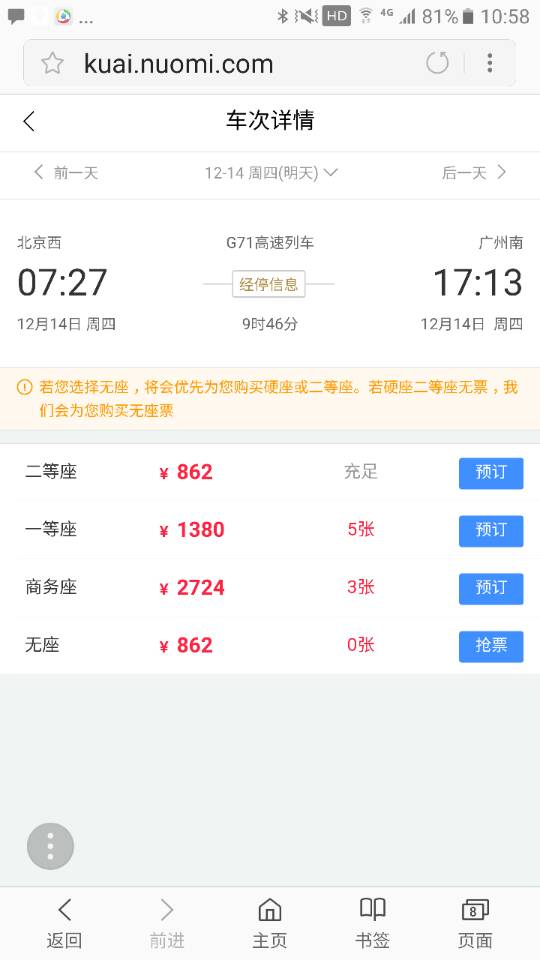 ... HD 4G 81% 10:58
kuai.nuomi.com
车次详情
前一天 12-14 周四(明天) 后一天
北京西 G71高速列车 广州南
07:27 经停信息 17:13
12月14日 周四 9时46分 12月14日 周四
若您选择无座，将会优先为您购买硬座或二等座。若硬座二等座无票，我
们会为您购买无座票
二等座 ¥ 862 充足 预订
一等座 ¥ 1380 5张 预订
商务座 ¥ 2724 3张 预订
无座 ¥ 862 0张 抢票
8
返回 前进 主页 书签 页面